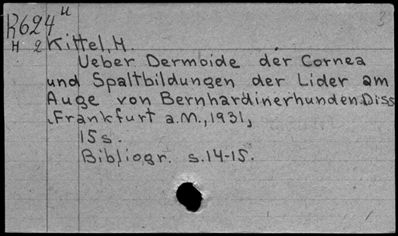 K624 u
H 2 Kittel, H.
Ueber Dermoide der Cornea
und Spaltbildungen der Lider am
Auge von Bernhardinerhunden. Diss
Frankfurt a.M., 1931,
15 s.
Bibliogr. s.14-15.